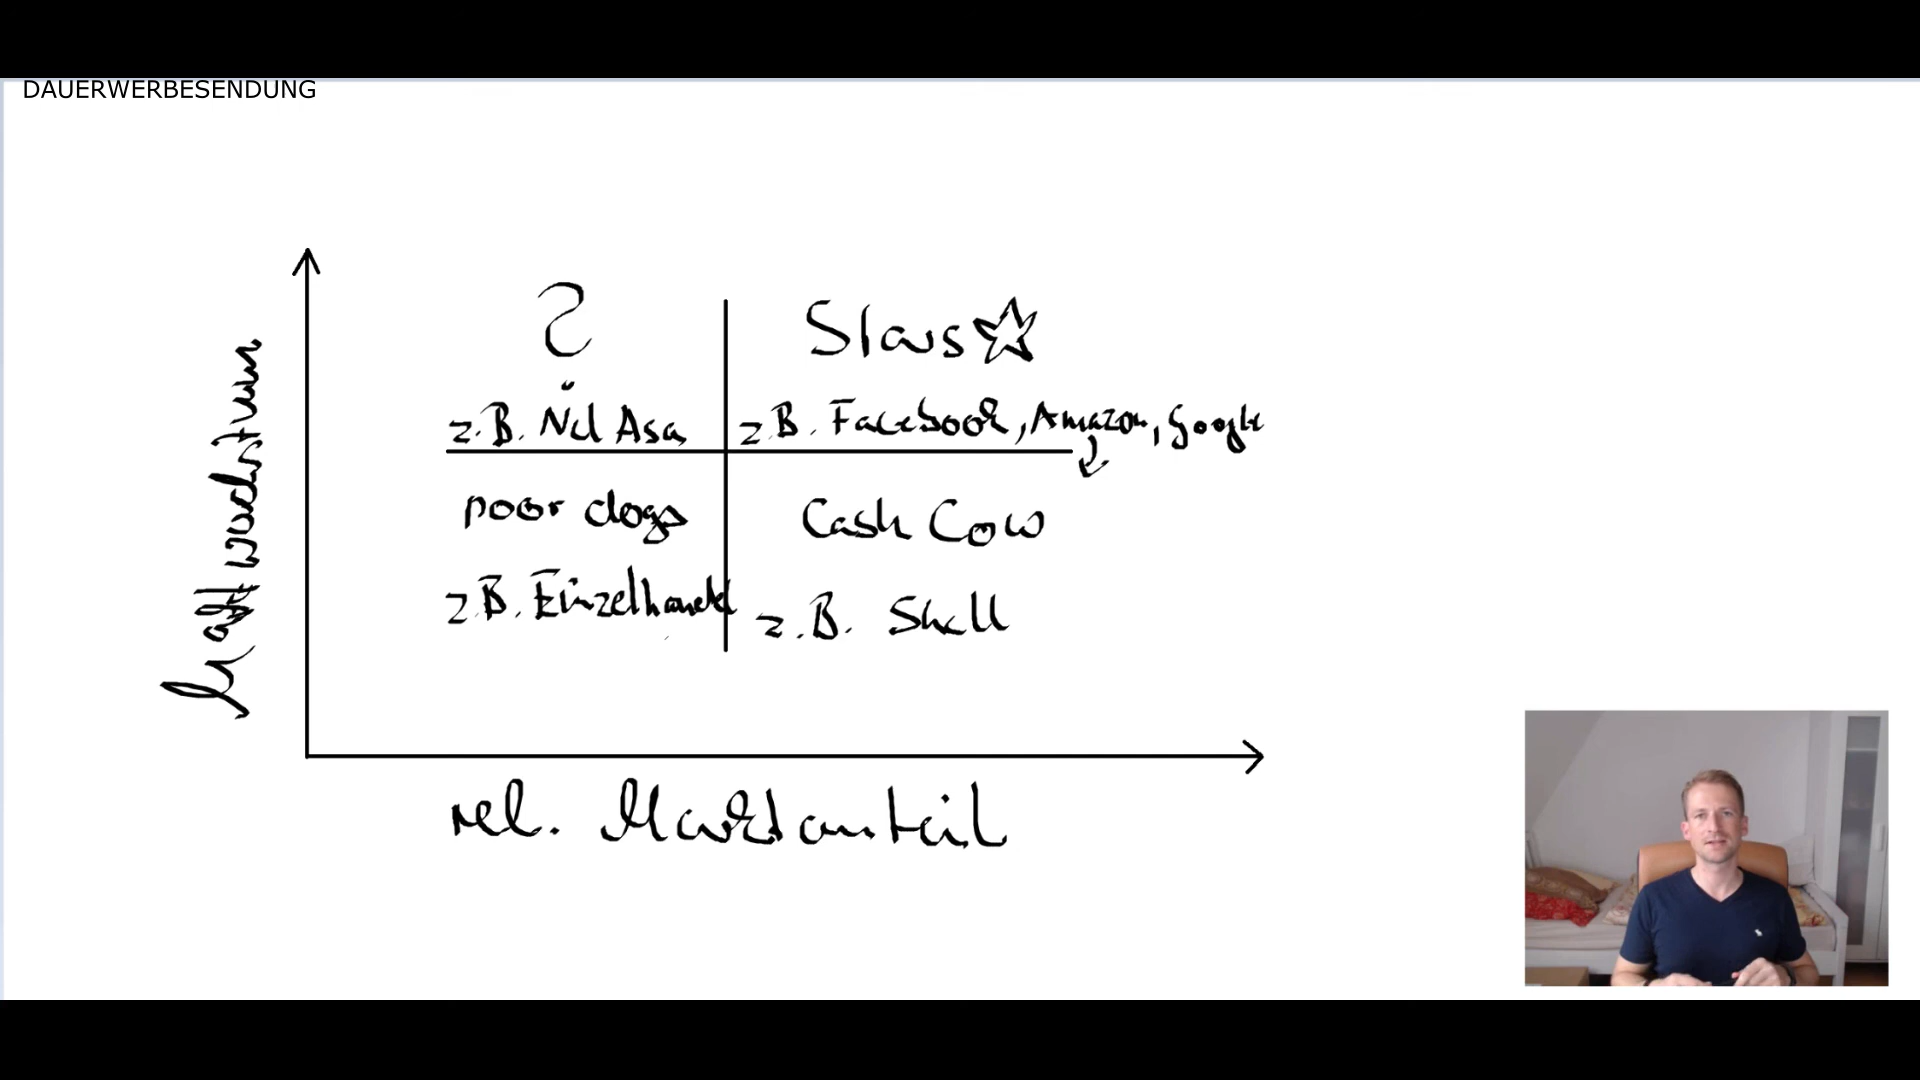 DAUERWERBESENDUNG
?
Stars
z.B. Nel Asa
z.B. Facebook, Amazon, Google
poor dogs
Cash Cow
z.B. Einzelhandel
z.B. Shell
Marktwachstum
rel. Marktanteil